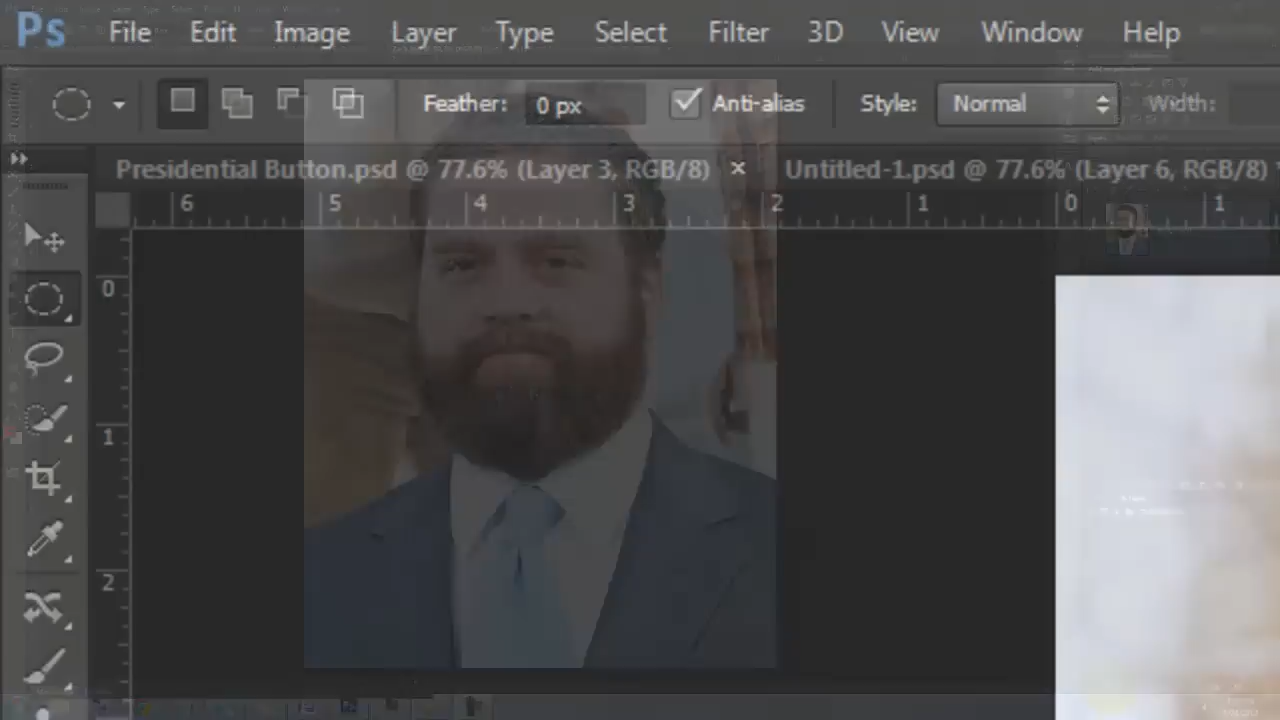 Ps File Edit Image Layer Type Select Filter 3D View Window Help
Feather: 0 px Anti-alias Style: Normal Width:
Presidential Button.psd @ 77.6% (Layer 3, RGB/8) × Untitled-1.psd @ 77.6% (Layer 6, RGB/8)
6 5 4 3 2 1 0 1
0
1
2